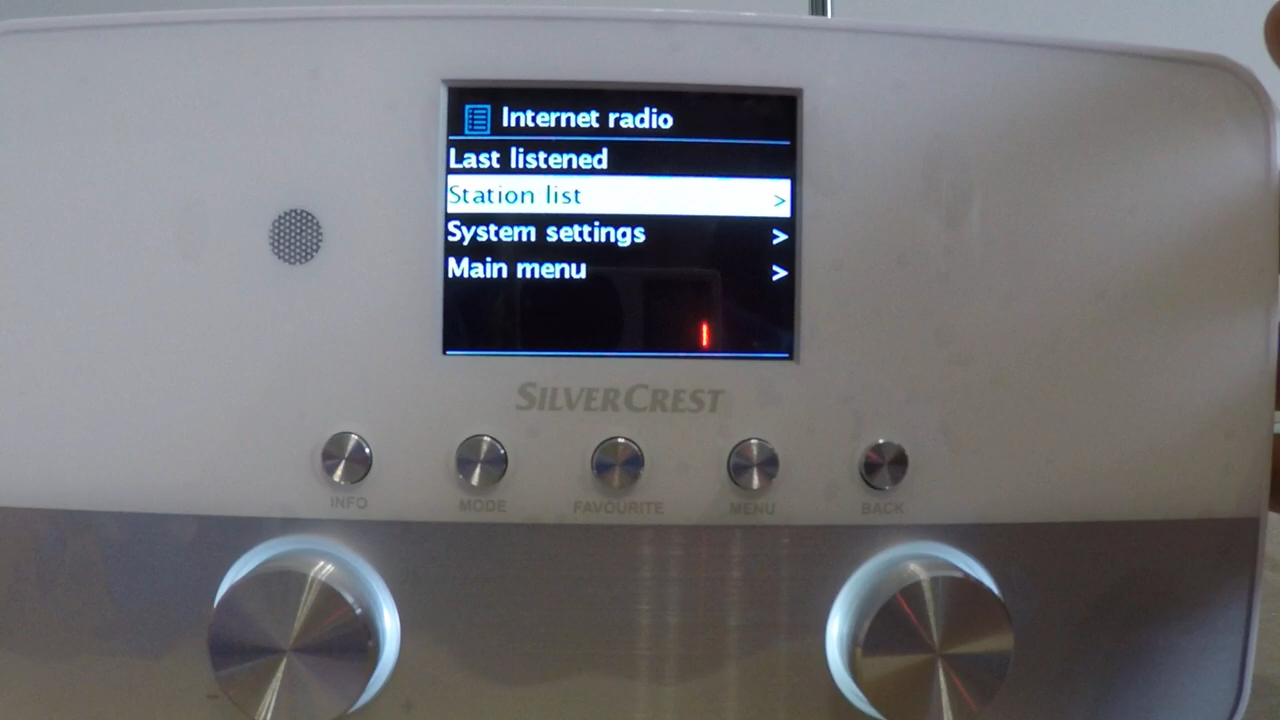 Internet radio
Last listened
Station list >
System settings >
Main menu >
SILVERCREST
INFO MODE FAVOURITE MENU BACK
- +